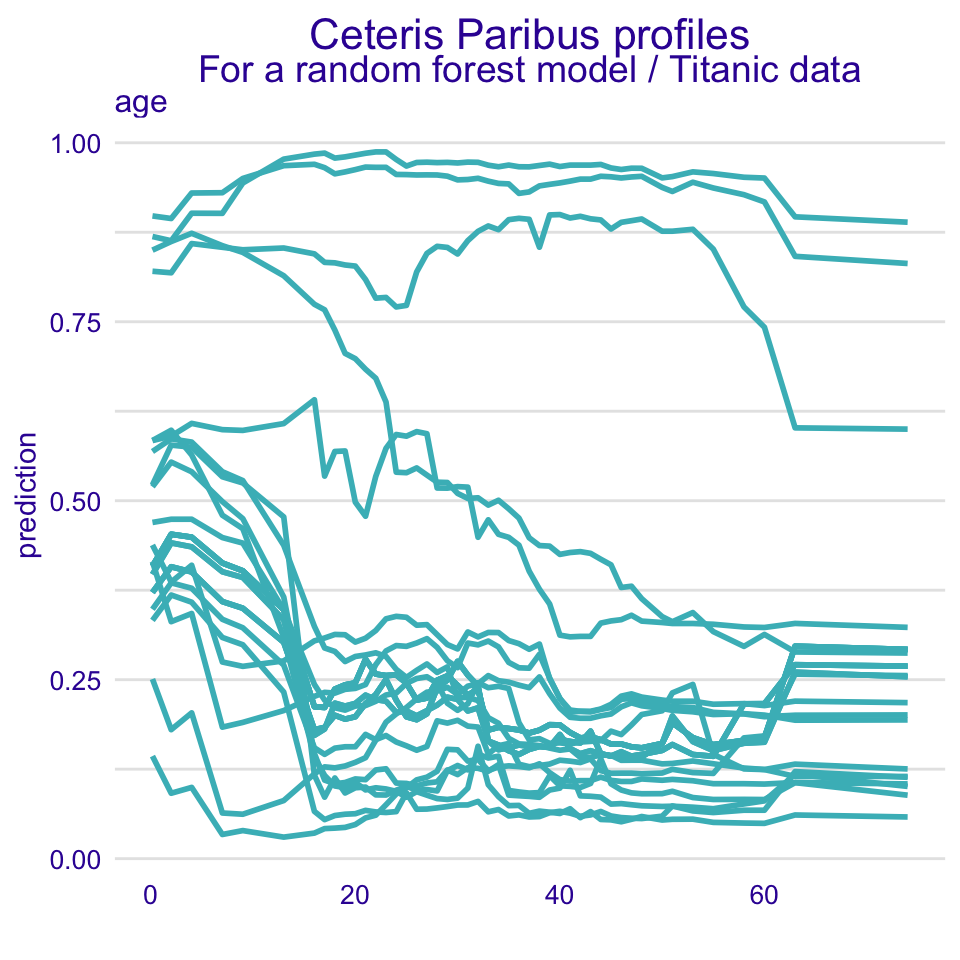 Ceteris Paribus profiles
For a random forest model / Titanic data
age
1.00
0.75
0.50
0.25
0.00
prediction
0 20 40 60